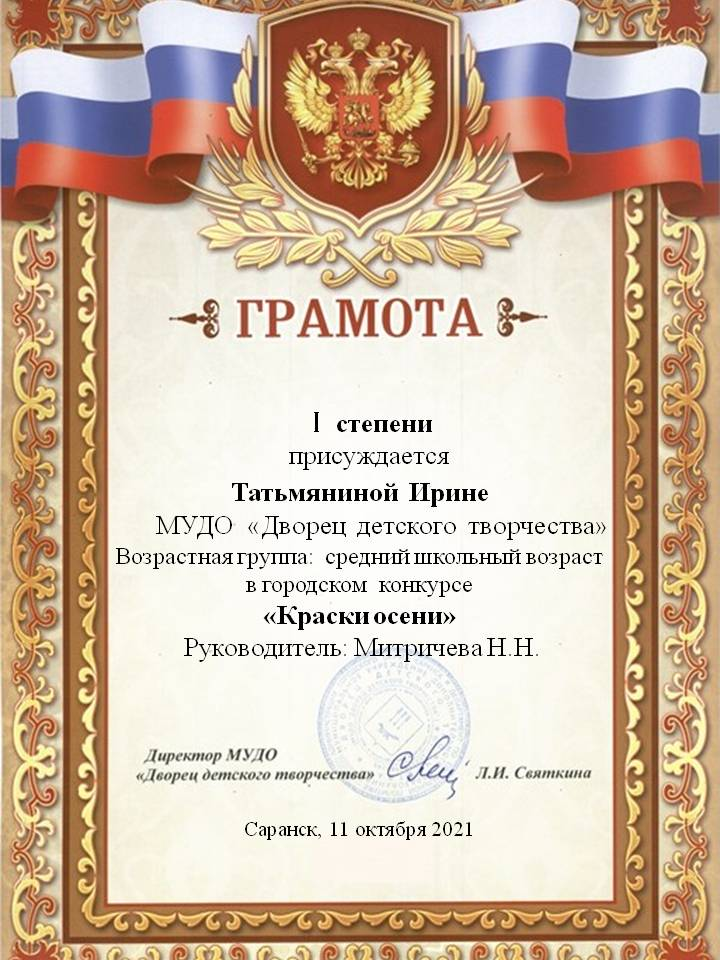 ГРАМОТА
I степени
присуждается
Татьмяниной Ирине
МУДО «Дворец детского творчества»
Возрастная группа: средний школьный возраст
в городском конкурсе
«Краски осени»
Руководитель: Митричева Н.Н.
Директор МУДО
«Дворец детского творчества» Л.И. Святкина
Саранск, 11 октября 2021